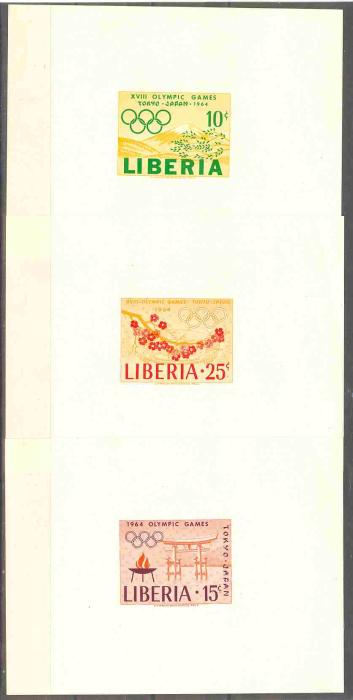 XVIII OLYMPIC GAMES
TOKYO - JAPAN - 1964
10¢
LIBERIA
XVIII-OLYMPIC GAMES-TOKYO-JAPAN
1964
LIBERIA·25¢
1964 OLYMPIC GAMES
TOKYO-JAPAN
LIBERIA·15¢